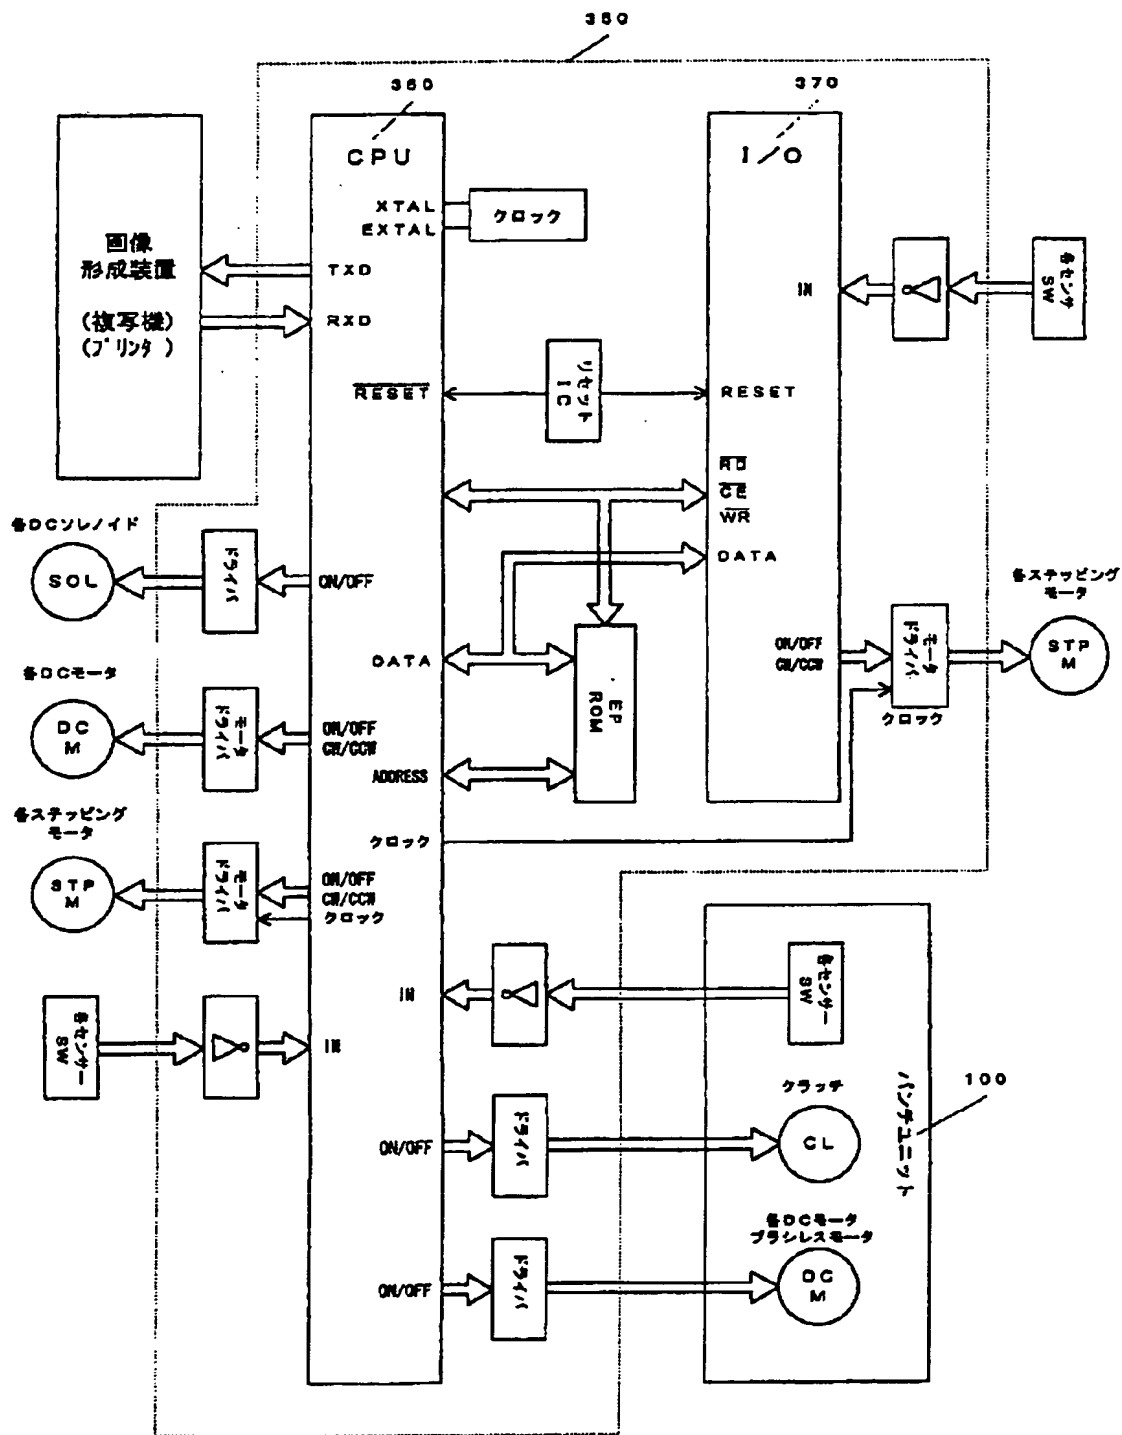 350
360
370
CPU
I/O
XTAL
EXTAL
クロック
画像
形成装置
(複写機)
(プリンタ)
TXD
RXD
IN
各センサ
SW
RESET
リセット
IC
RESET
RD
CE
WR
DATA
各DCソレノイド
SOL
ドライバ
ON/OFF
各ステッピング
モータ
STP
M
モータ
ドライバ
ON/OFF
CW/CCW
クロック
DATA
EP
ROM
各DCモータ
DC
M
モータ
ドライバ
ON/OFF
CW/CCW
ADDRESS
クロック
各ステッピング
モータ
STP
M
モータ
ドライバ
ON/OFF
CW/CCW
クロック
IN
各センサー
SW
各センサー
SW
IN
パンチユニット
100
クラッチ
CL
ドライバ
ON/OFF
各DCモータ
ブラシレスモータ
DC
M
ドライバ
ON/OFF